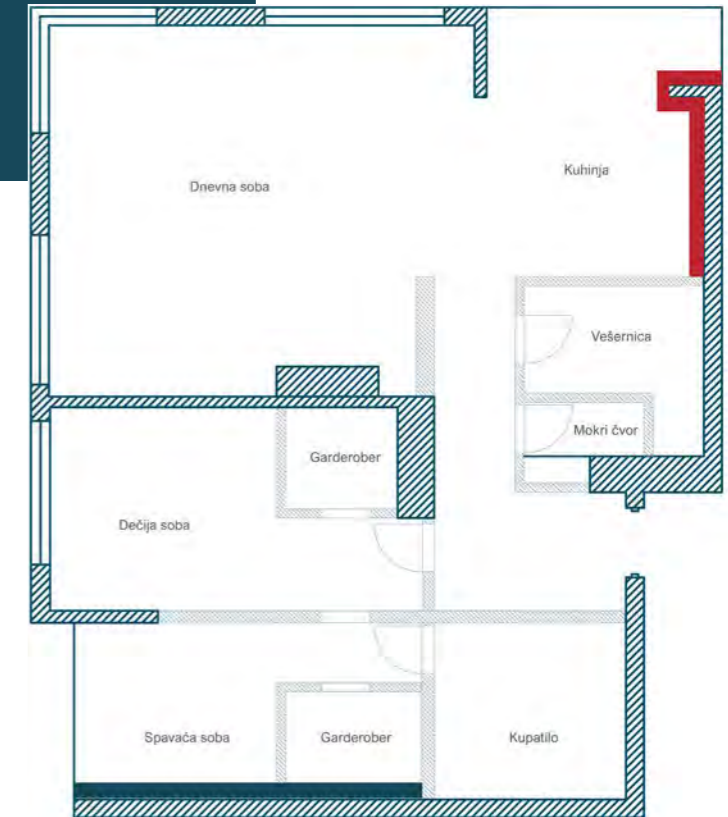 Kuhinja
Dnevna soba
Vešernica
Mokri čvor
Garderober
Dečija soba
Spavaća soba
Garderober
Kupatilo